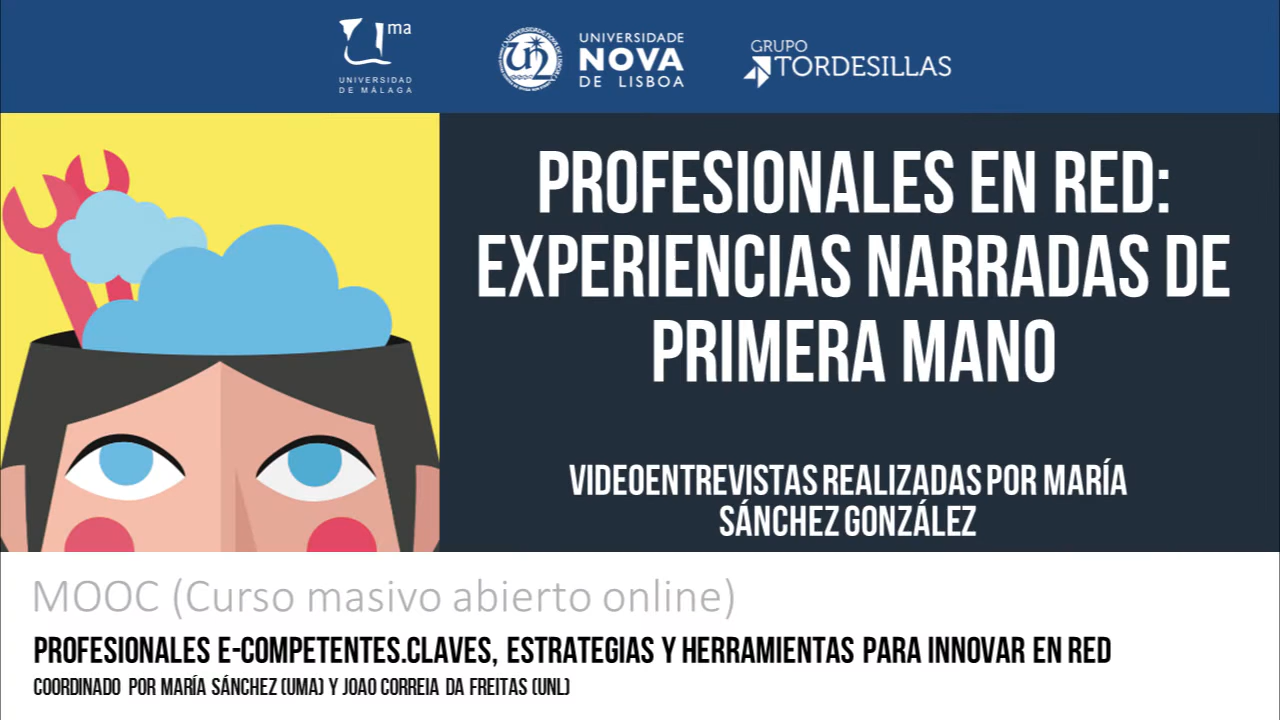 ma
UNIVERSIDAD
DE MÁLAGA
UNIVERSIDADE
NOVA
DE LISBOA
GRUPO
TORDESILLAS
PROFESIONALES EN RED:
EXPERIENCIAS NARRADAS DE
PRIMERA MANO
VIDEOENTREVISTAS REALIZADAS POR MARÍA
SÁNCHEZ GONZÁLEZ
MOOC (Curso masivo abierto online)
PROFESIONALES E-COMPETENTES.CLAVES, ESTRATEGIAS Y HERRAMIENTAS PARA INNOVAR EN RED
COORDINADO POR MARÍA SÁNCHEZ (UMA) Y JOAO CORREIA DA FREITAS (UNL)